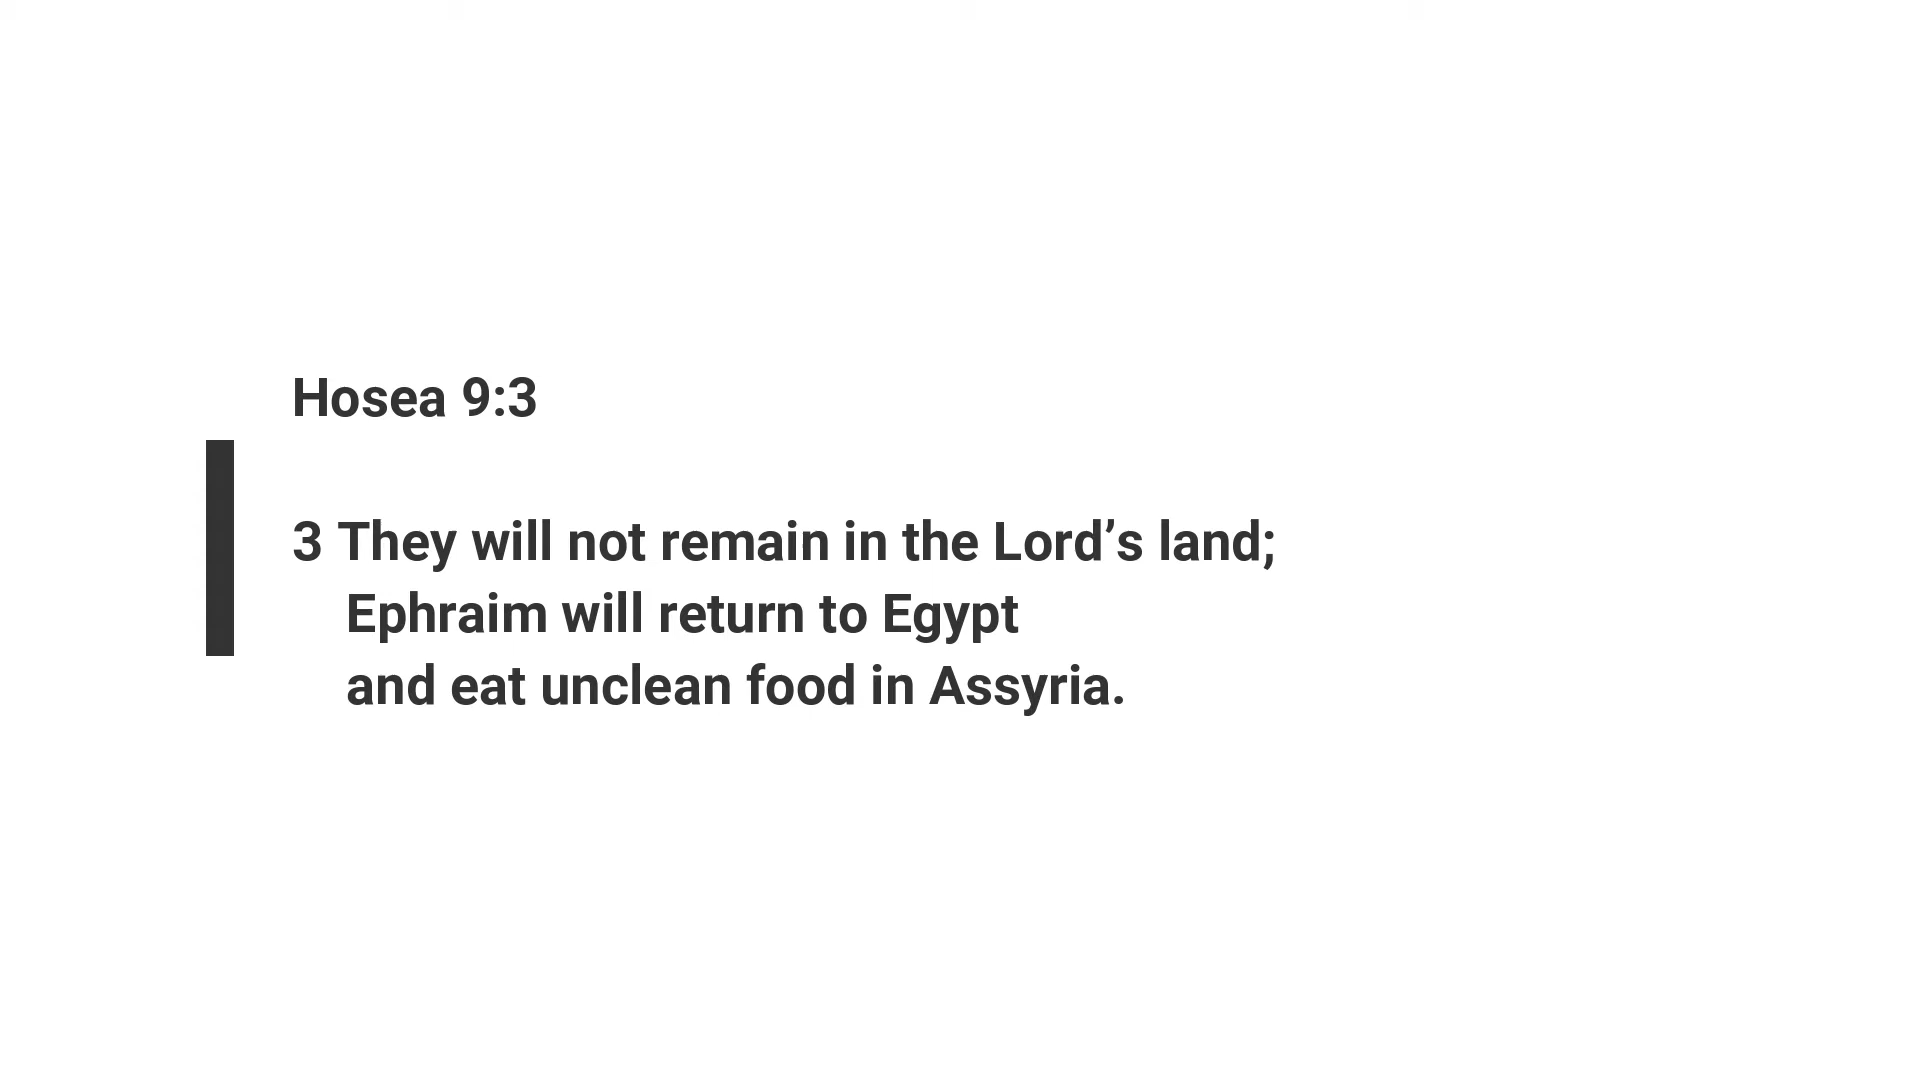 Hosea 9:3
3 They will not remain in the Lord’s land;
Ephraim will return to Egypt
and eat unclean food in Assyria.